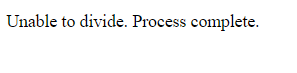 Unable to divide. Process complete.